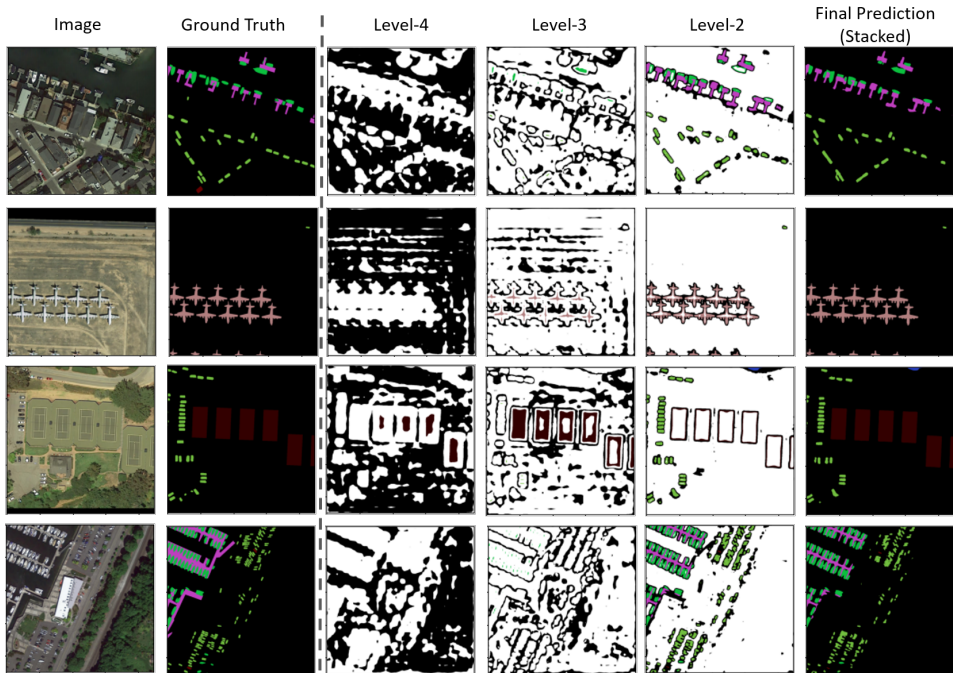 Image
Ground Truth
Level-4
Level-3
Level-2
Final Prediction
(Stacked)